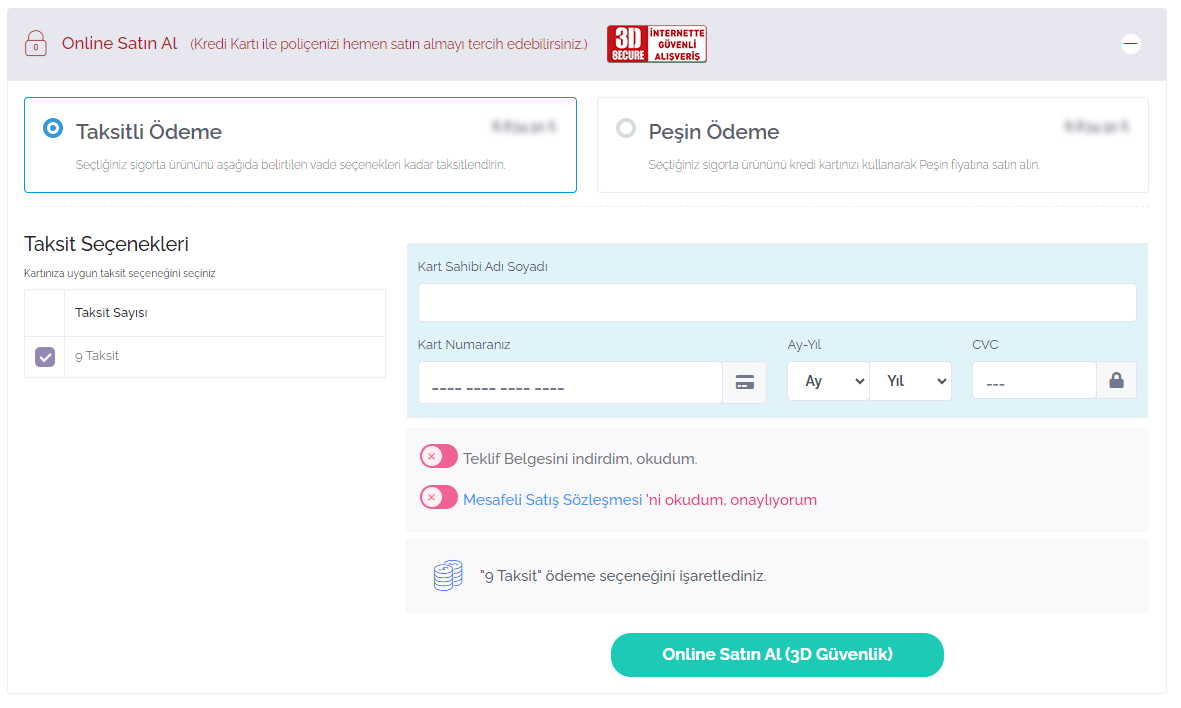 Online Satın Al (Kredi Kartı ile poliçenizi hemen satın almayı tercih edebilirsiniz.)
3D SECURE
İNTERNETTE
GÜVENLİ
ALIŞVERİŞ
Taksitli Ödeme
Seçtiğiniz sigorta ürününü aşağıda belirtilen vade seçenekleri kadar taksitlendirin.
Peşin Ödeme
Seçtiğiniz sigorta ürününü kredi kartınızı kullanarak Peşin fiyatına satın alın.
Taksit Seçenekleri
Kartınıza uygun taksit seçeneğini seçiniz
Taksit Sayısı
9 Taksit
Kart Sahibi Adı Soyadı
Kart Numaranız
Ay-Yıl
CVC
---- ---- ---- ----
Ay
Yıl
---
Teklif Belgesini indirdim, okudum.
Mesafeli Satış Sözleşmesi 'ni okudum, onaylıyorum
"9 Taksit" ödeme seçeneğini işaretlediniz.
Online Satın Al (3D Güvenlik)